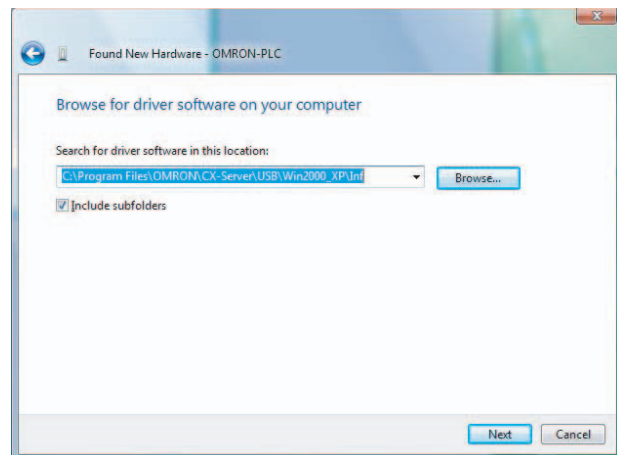 Found New Hardware - OMRON-PLC
Browse for driver software on your computer
Search for driver software in this location:
C:\Program Files\OMRON\CX-Server\USB\Win2000_XP\Inf
Browse...
Include subfolders
Next
Cancel